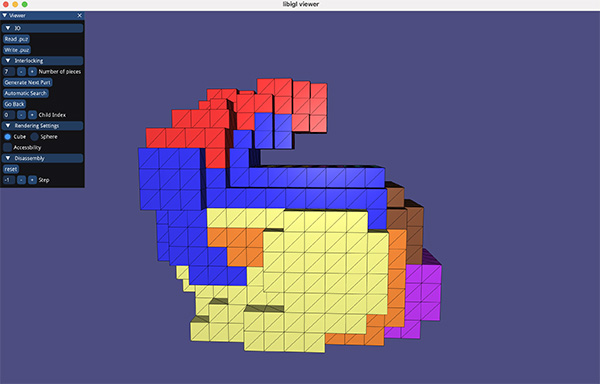 libigl viewer
Viewer
IO
Read .puz
Write .puz
Interlocking
7 - + Number of pieces
Generate Next Part
Automatic Search
Go Back
0 - + Child Index
Rendering Settings
Cube Sphere
Accessibility
Disassembly
reset
-1 - + Step